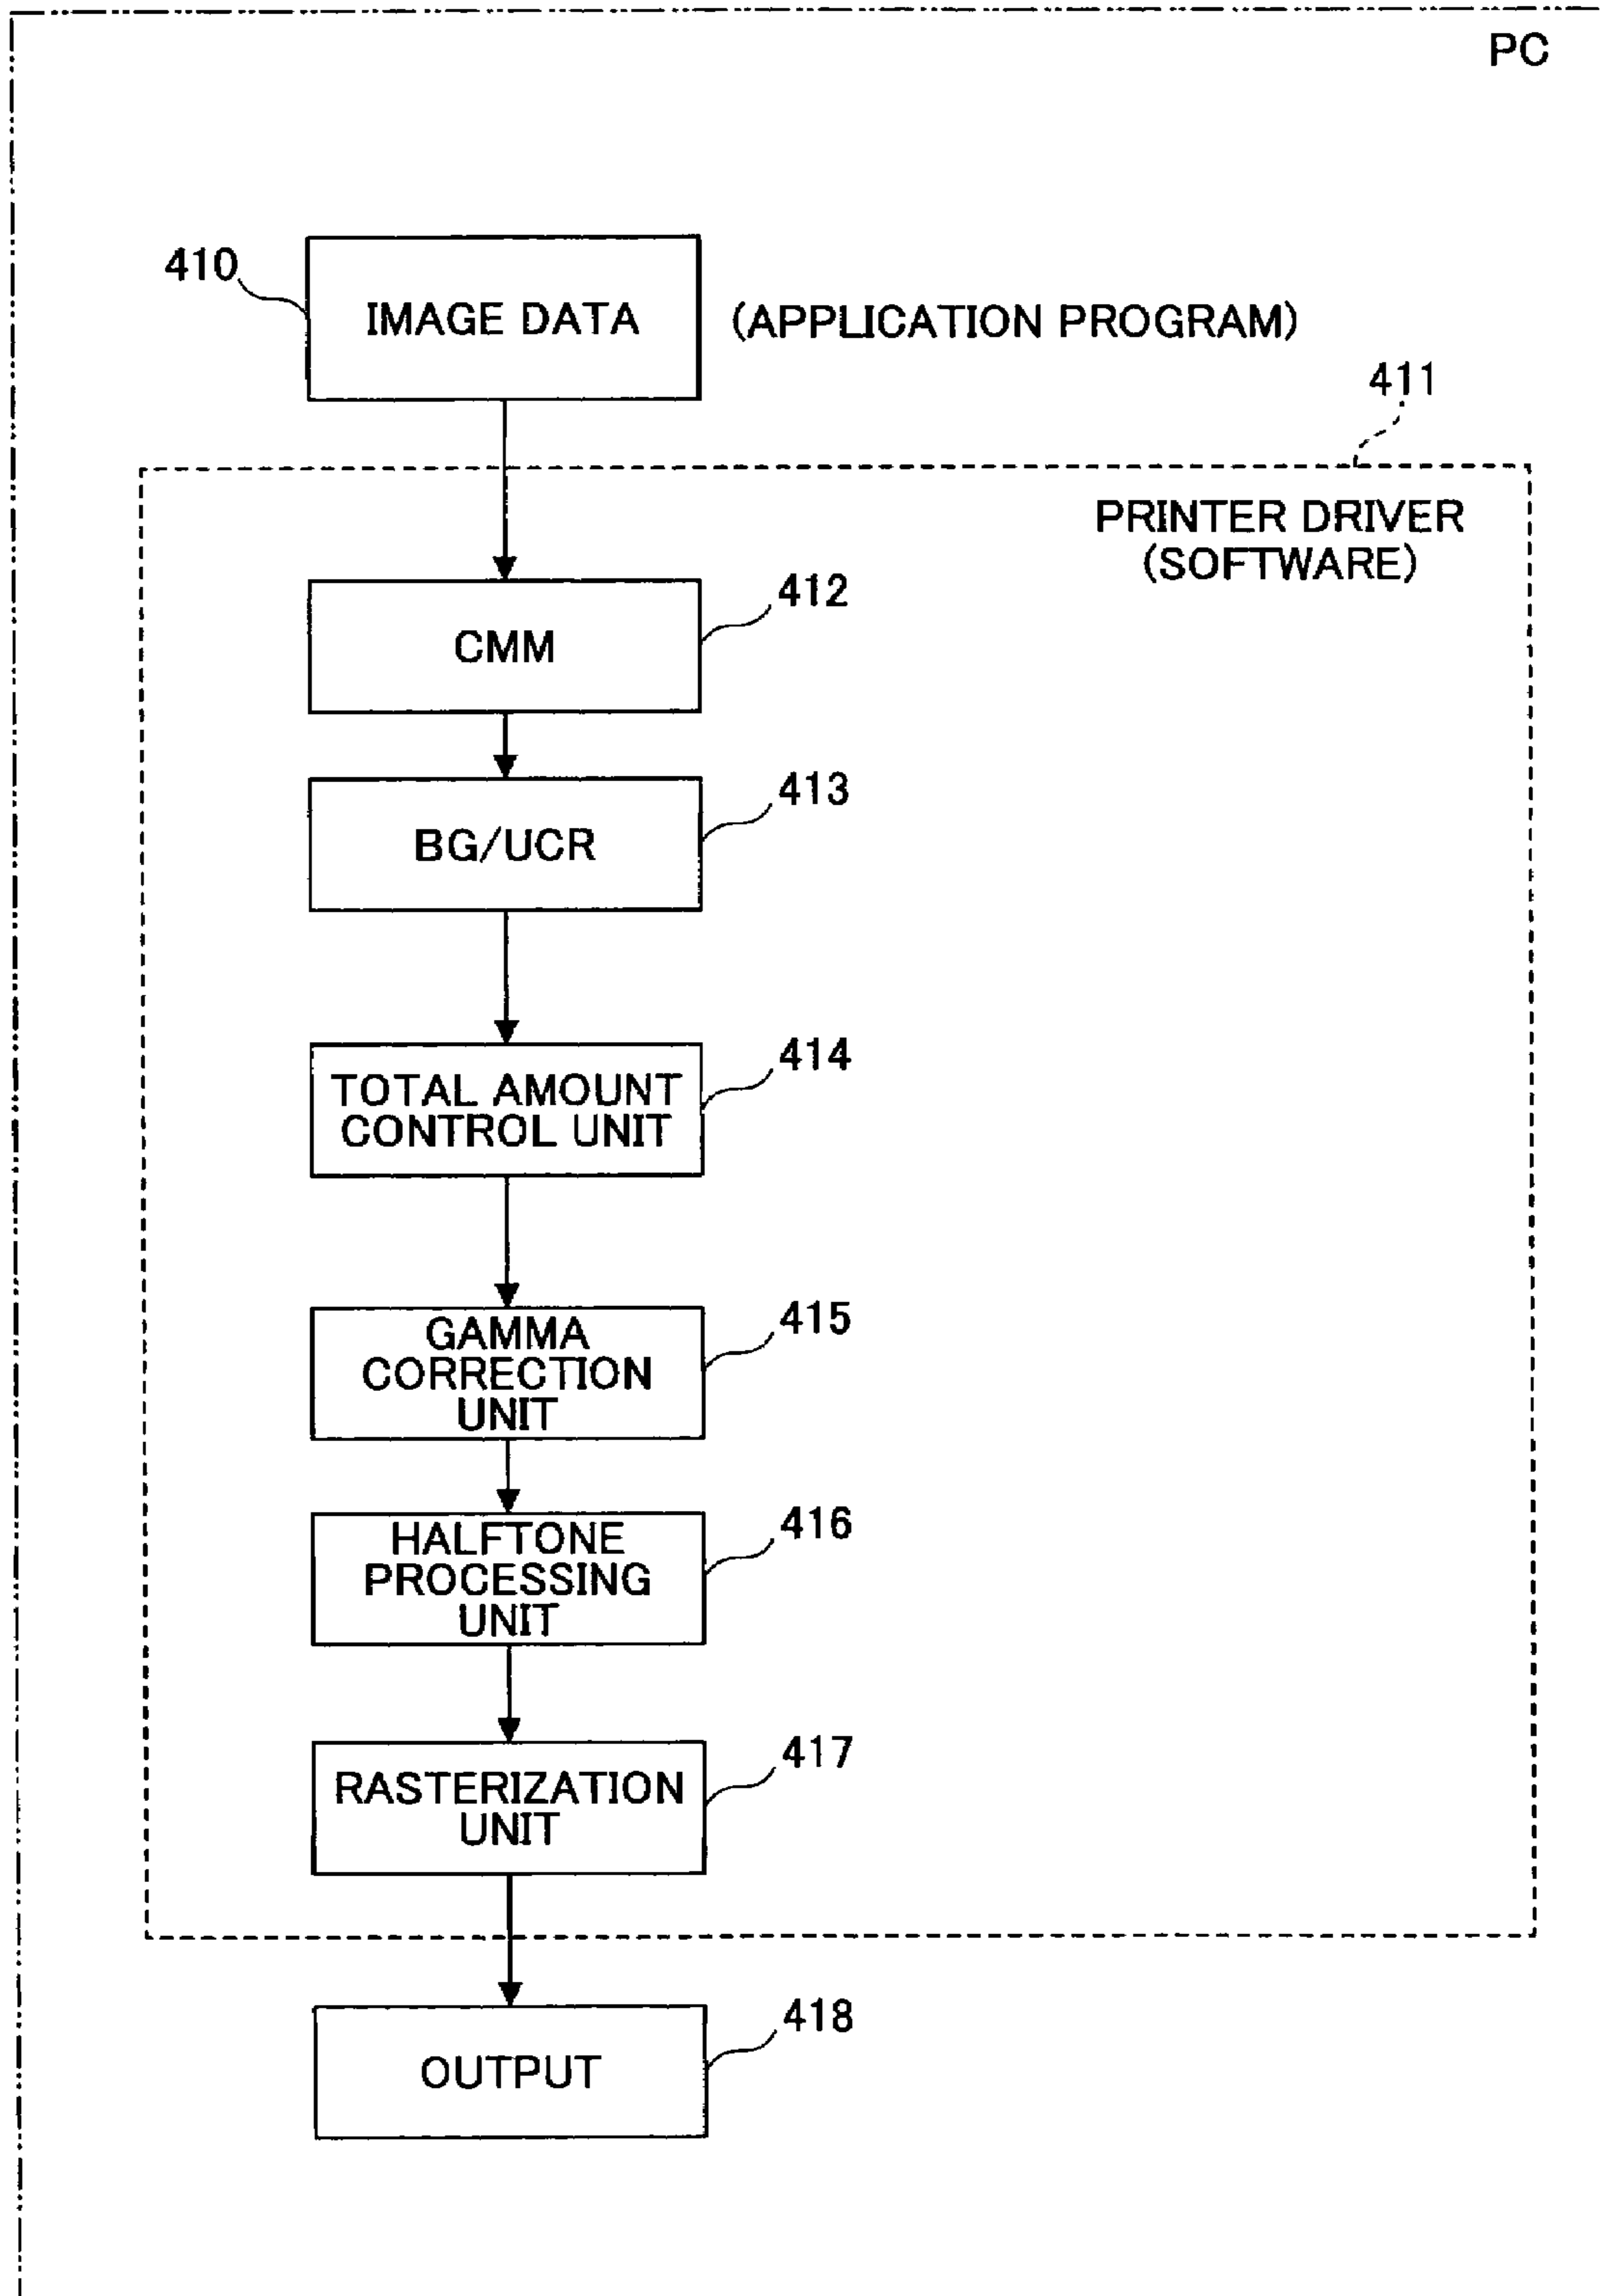 PC
410
IMAGE DATA
(APPLICATION PROGRAM)
411
PRINTER DRIVER
(SOFTWARE)
412
CMM
413
BG/UCR
414
TOTAL AMOUNT
CONTROL UNIT
415
GAMMA
CORRECTION
UNIT
416
HALFTONE
PROCESSING
UNIT
417
RASTERIZATION
UNIT
418
OUTPUT